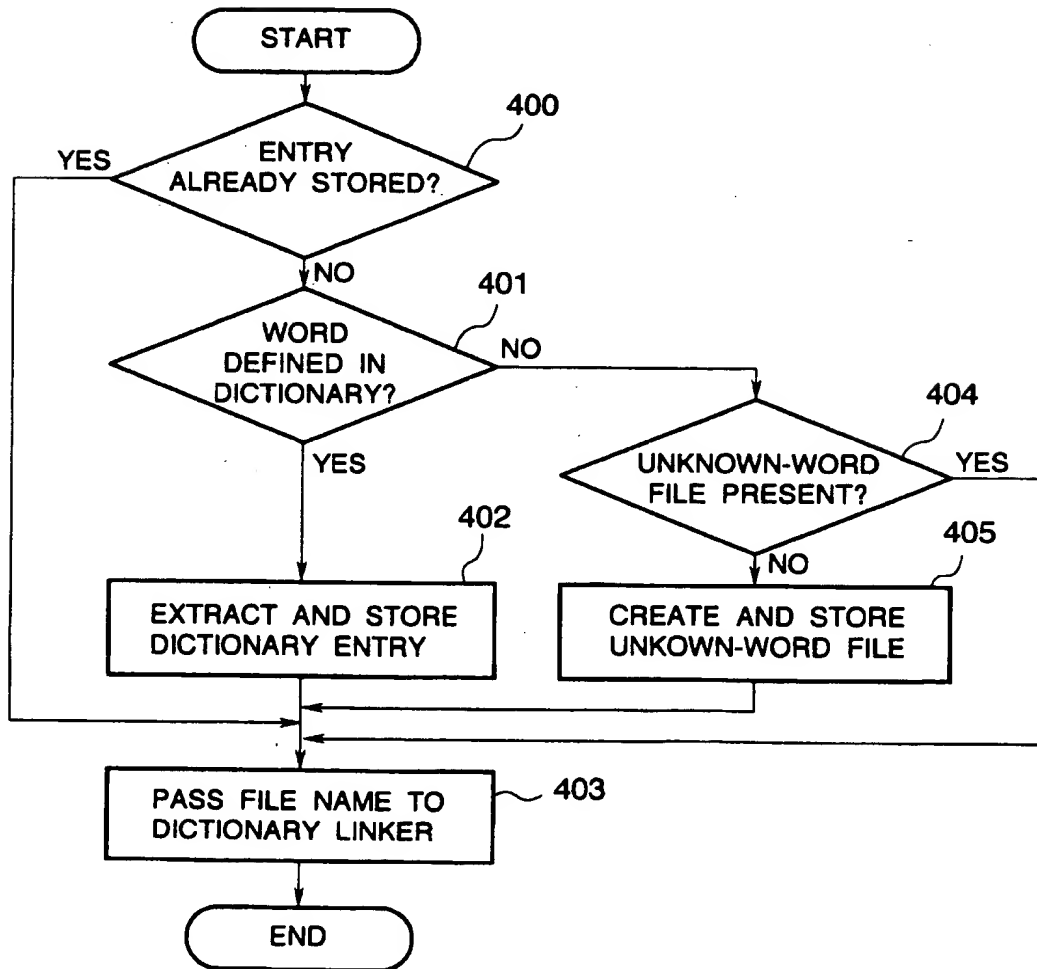 START
400
YES
ENTRY
ALREADY STORED?
NO
401
WORD
DEFINED IN
DICTIONARY?
NO
YES
404
UNKNOWN-WORD
FILE PRESENT?
YES
NO
402
EXTRACT AND STORE
DICTIONARY ENTRY
405
CREATE AND STORE
UNKOWN-WORD FILE
PASS FILE NAME TO
DICTIONARY LINKER
403
END